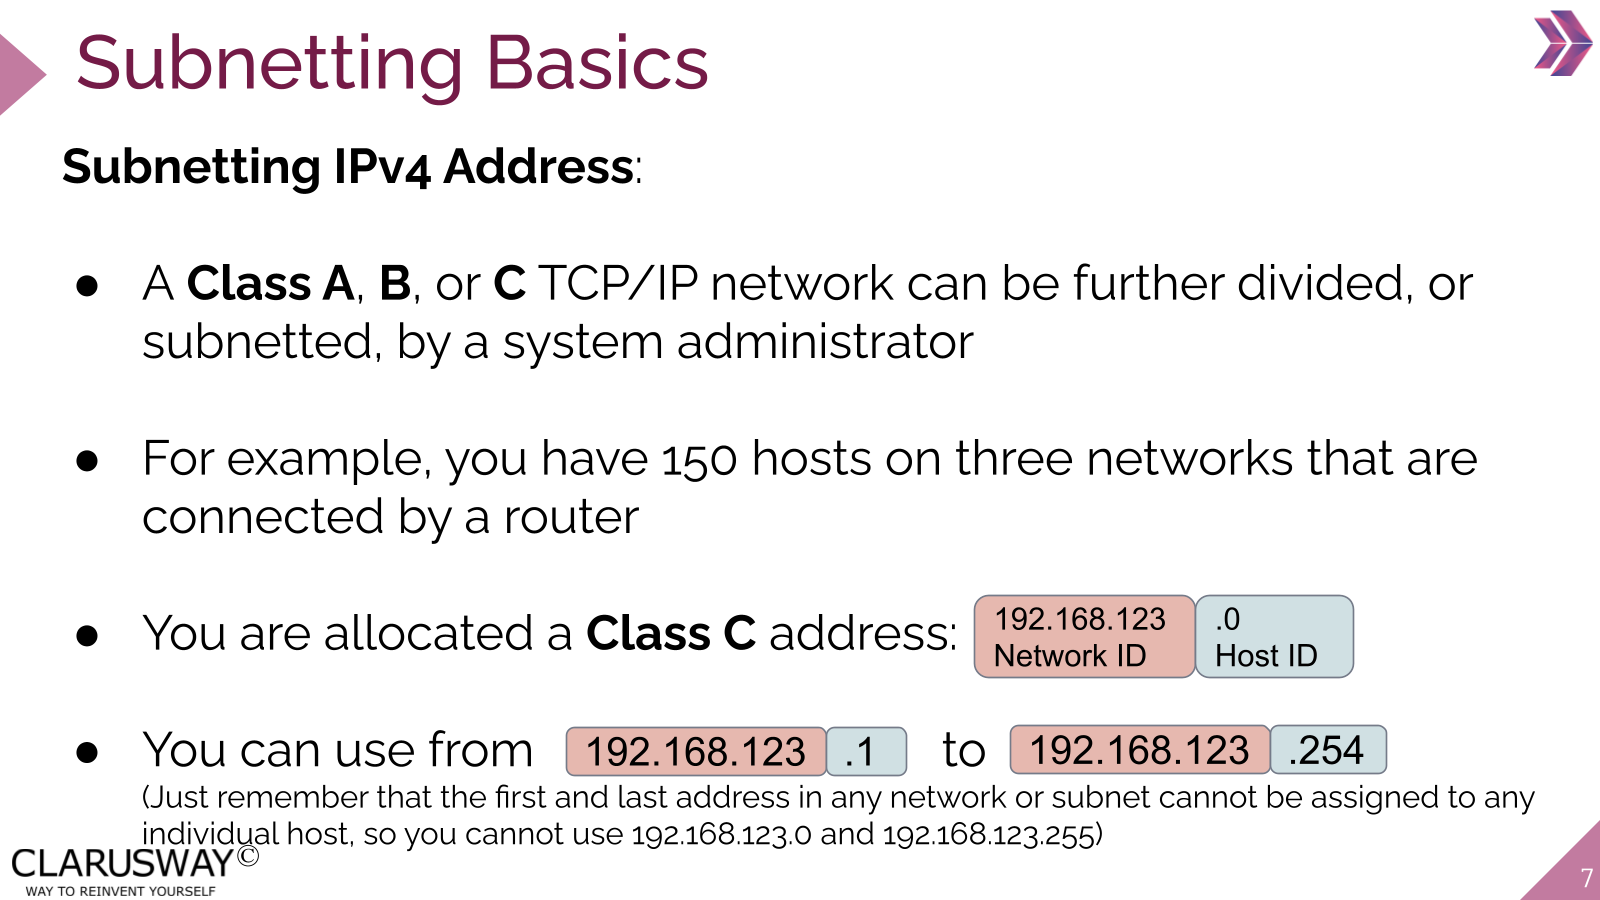 Subnetting Basics
Subnetting IPv4 Address:
● A Class A, B, or C TCP/IP network can be further divided, or
subnetted, by a system administrator
● For example, you have 150 hosts on three networks that are
connected by a router
● You are allocated a Class C address: 192.168.123 .0
Network ID Host ID
● You can use from 192.168.123 .1 to 192.168.123 .254
(Just remember that the first and last address in any network or subnet cannot be assigned to any
individual host, so you cannot use 192.168.123.0 and 192.168.123.255)
CLARUSWAY©
WAY TO REINVENT YOURSELF
7